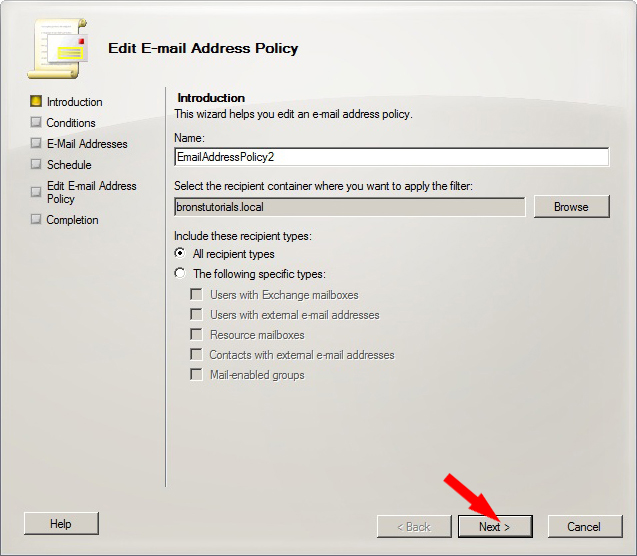 Edit E-mail Address Policy
Introduction
Conditions
E-Mail Addresses
Schedule
Edit E-mail Address
Policy
Completion
Introduction
This wizard helps you edit an e-mail address policy.
Name:
EmailAddressPolicy2
Select the recipient container where you want to apply the filter:
bronstutorials.local
Browse
Include these recipient types:
All recipient types
The following specific types:
Users with Exchange mailboxes
Users with external e-mail addresses
Resource mailboxes
Contacts with external e-mail addresses
Mail-enabled groups
Help
< Back
Next >
Cancel